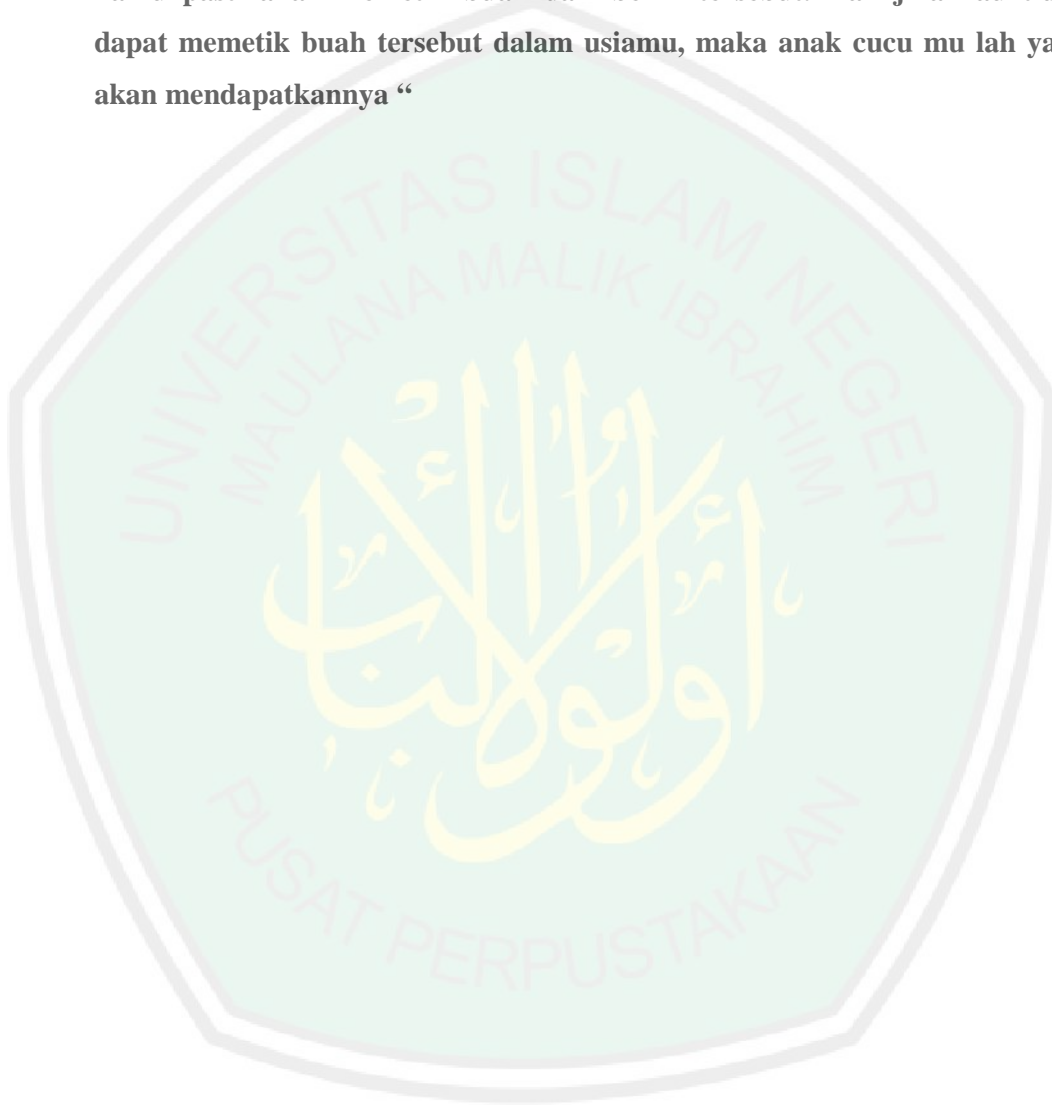 dapat memetik buah tersebut dalam usiamu, maka anak cucu mu lah
akan mendapatkannya “
UNIVERSITAS ISLAM NEGERI
MAULANA MALIK IBRAHIM
أولوا الألباب
PUSAT PERPUSTAKAAN